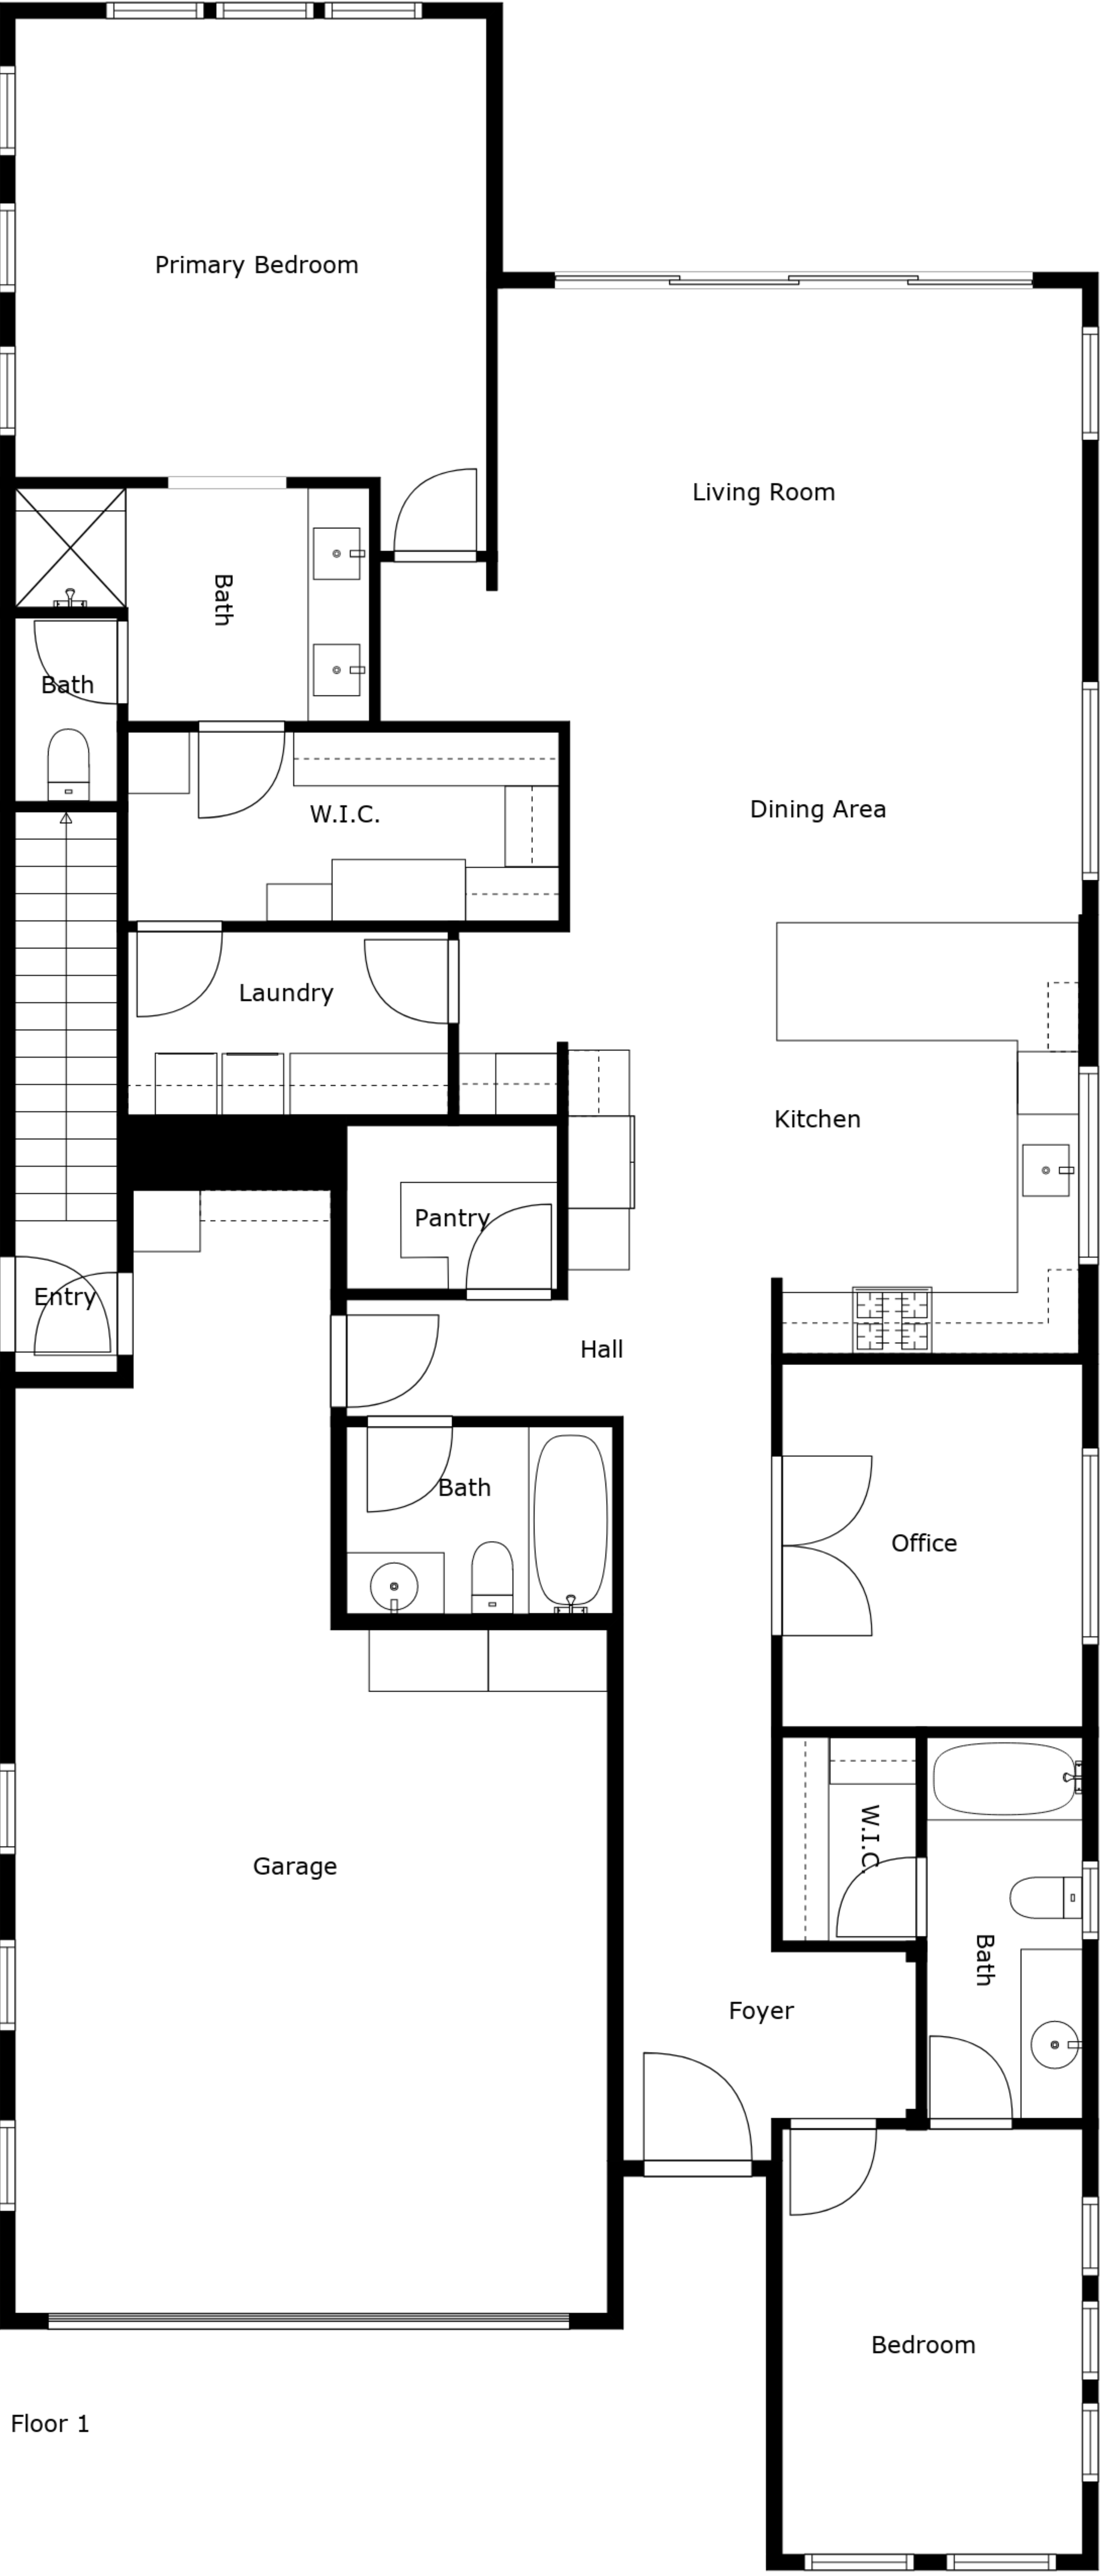 Primary Bedroom
Living Room
Bath
Bath
Dining Area
W.I.C.
Laundry
Kitchen
Pantry
Entry
Hall
Bath
Office
W.I.C.
Garage
Bath
Foyer
Bedroom
Floor 1